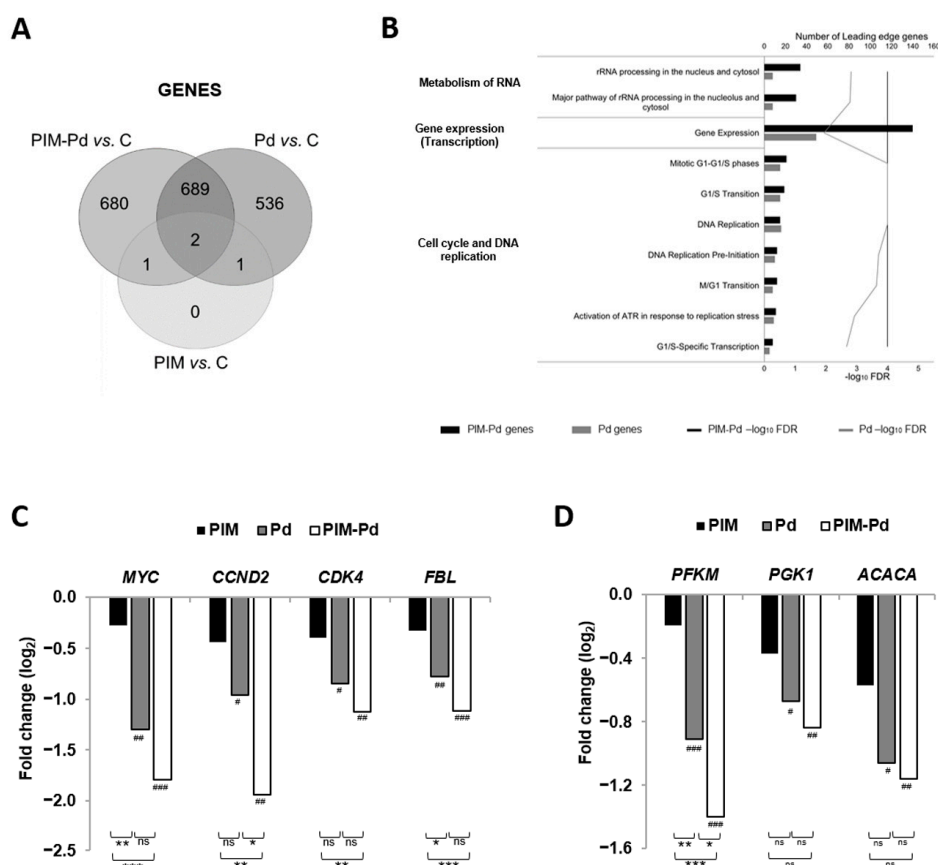 A
GENES
PIM-Pd vs. C
Pd vs. C
680
689
536
2
1
1
0
PIM vs. C
B
Number of Leading edge genes
0 20 40 60 80 100 120 140 160
Metabolism of RNA
rRNA processing in the nucleus and cytosol
Major pathway of rRNA processing in the nucleolus and
cytosol
Gene expression
(Transcription)
Gene Expression
Cell cycle and DNA
replication
Mitotic G1-G1/S phases
G1/S Transition
DNA Replication
DNA Replication Pre-Initiation
M/G1 Transition
Activation of ATR in response to replication stress
G1/S-Specific Transcription
0 1 2 3 4 5
-log₁₀ FDR
PIM-Pd genes
Pd genes
PIM-Pd –log₁₀ FDR
Pd –log₁₀ FDR
C
PIM Pd PIM-Pd
MYC CCND2 CDK4 FBL
Fold change (log₂)
0.0
−0.5
−1.0
−1.5
−2.0
−2.5
## ###
# ##
# ##
## ###
** ns ns * ns ns * ns
*** ** ** ***
D
PIM Pd PIM-Pd
PFKM PGK1 ACACA
Fold change (log₂)
0.0
−0.4
−0.8
−1.2
−1.6
### ###
# ##
# ##
** * ns ns ns ns
*** ns ns